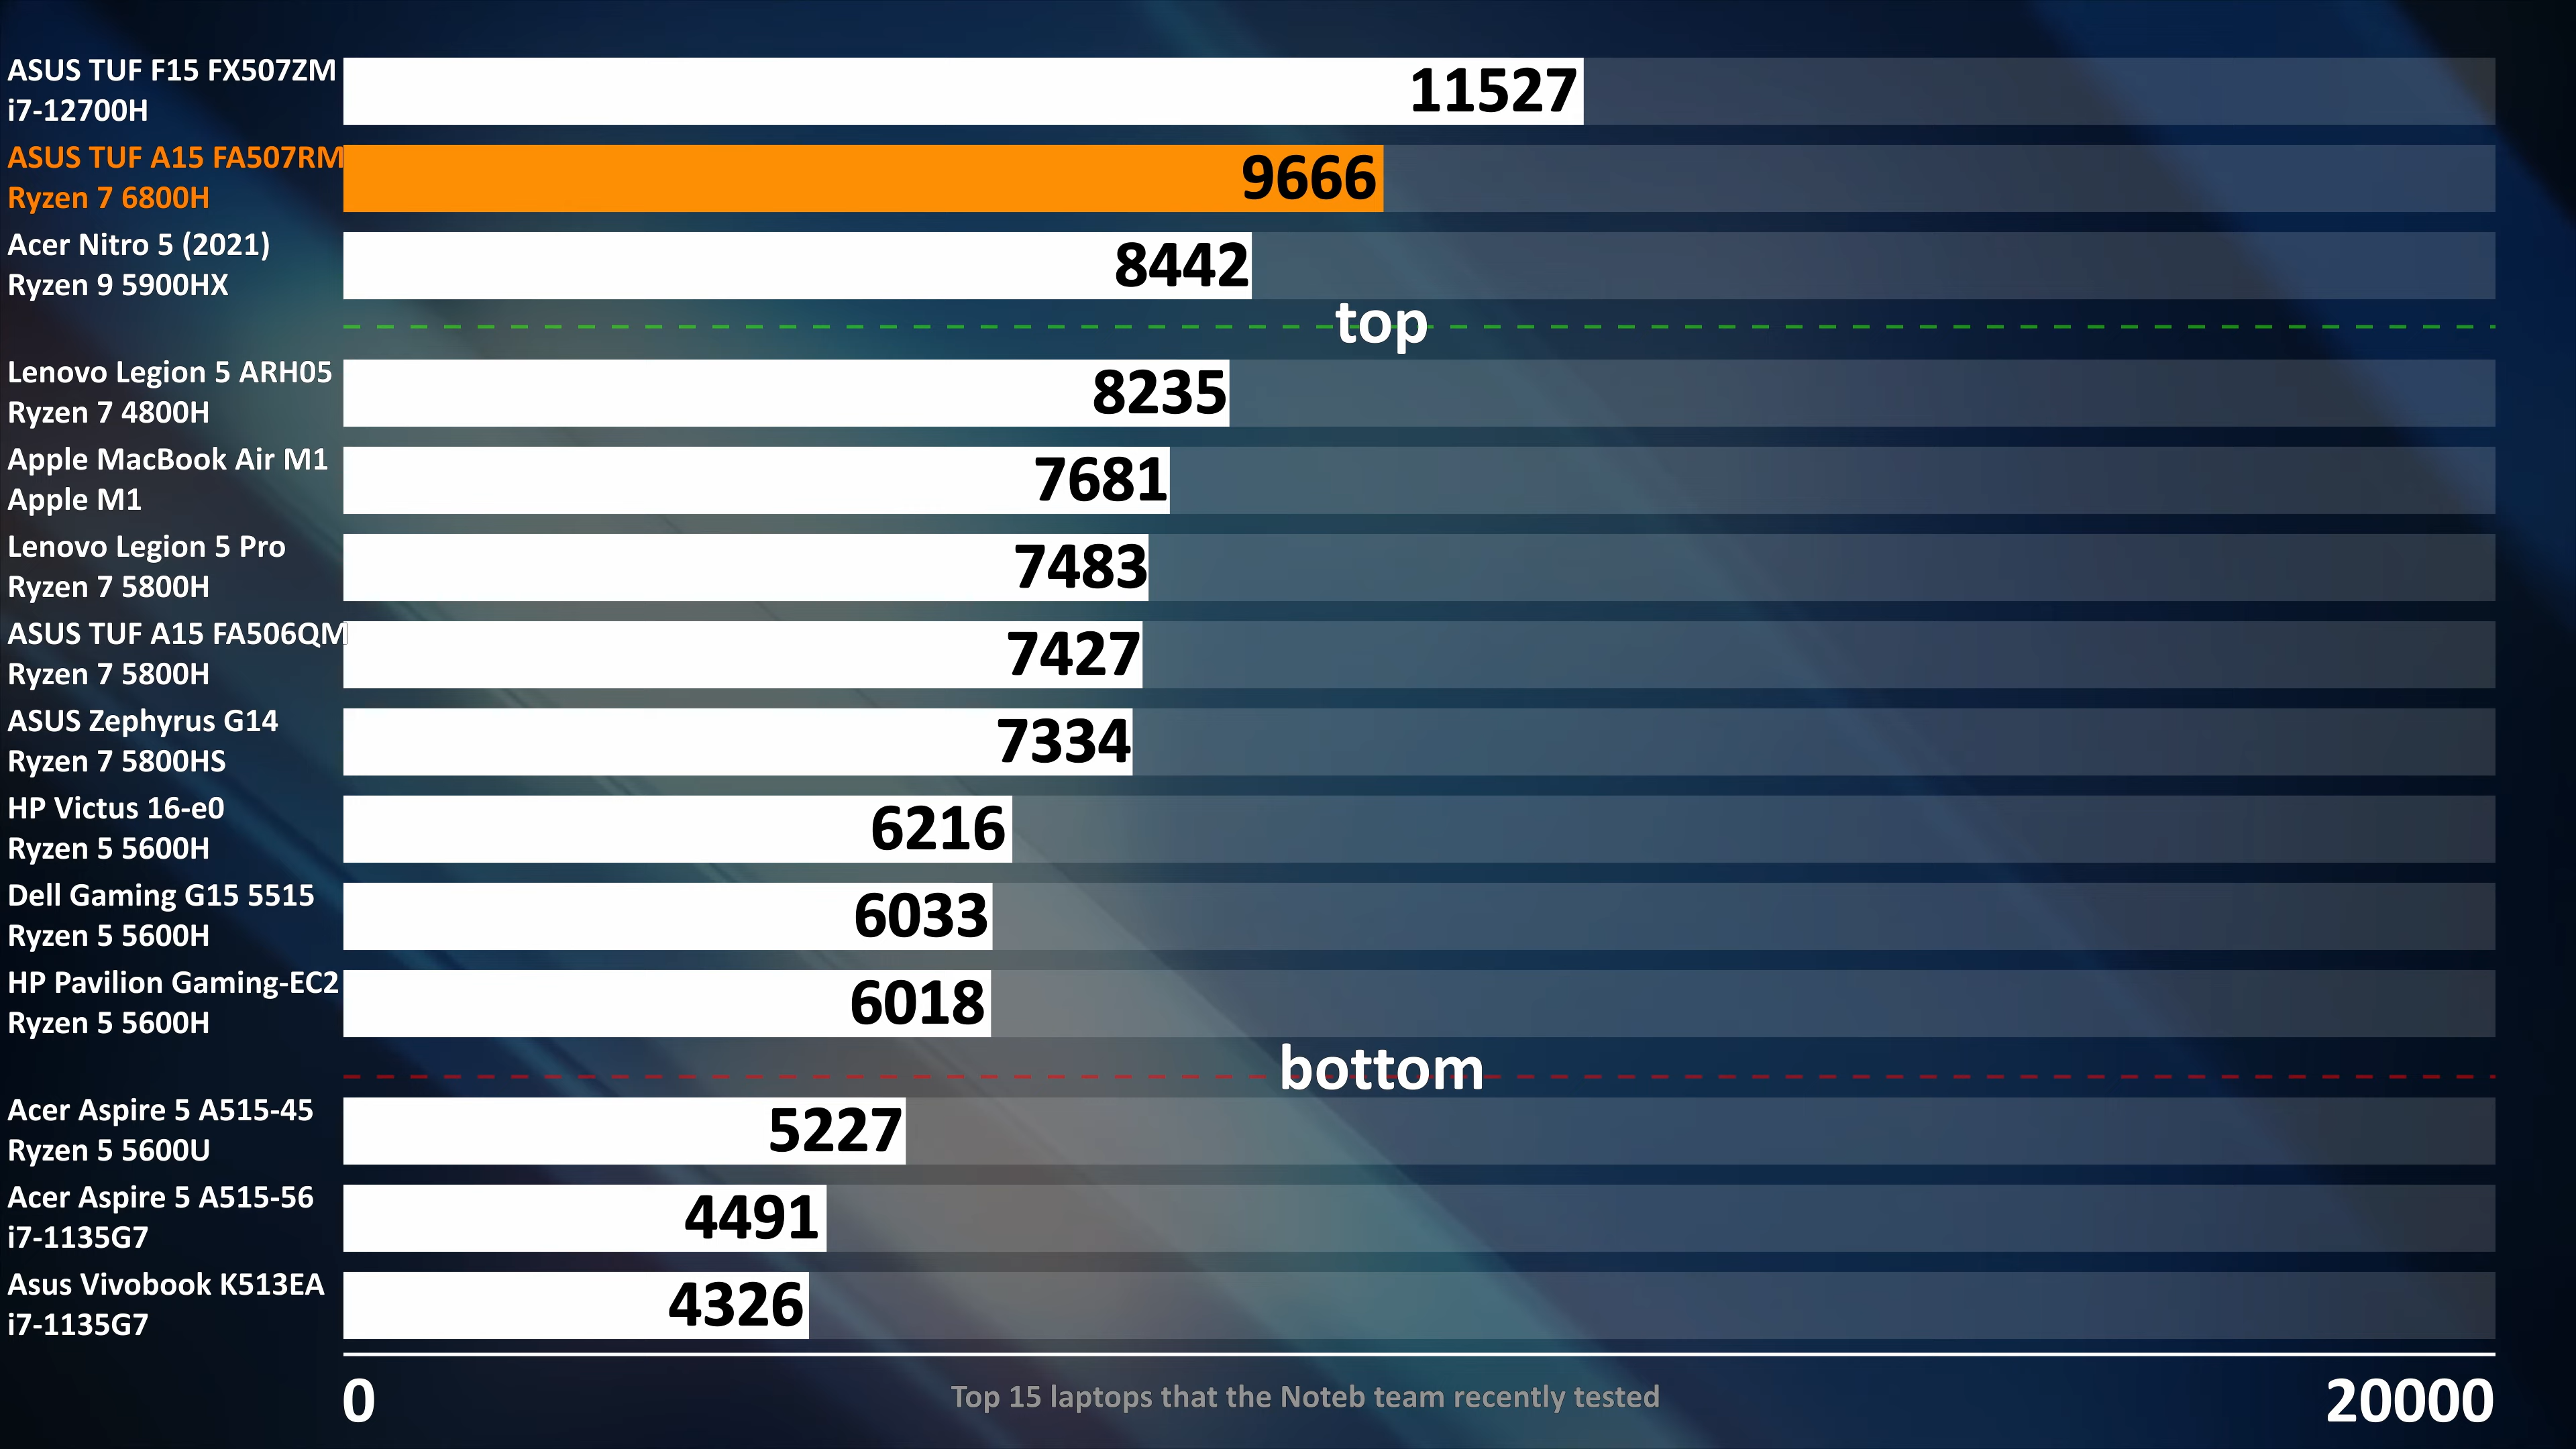 ASUS TUF F15 FX507ZM
i7-12700H
11527
ASUS TUF A15 FA507RM
Ryzen 7 6800H
9666
Acer Nitro 5 (2021)
Ryzen 9 5900HX
8442
top
Lenovo Legion 5 ARH05
Ryzen 7 4800H
8235
Apple MacBook Air M1
Apple M1
7681
Lenovo Legion 5 Pro
Ryzen 7 5800H
7483
ASUS TUF A15 FA506QM
Ryzen 7 5800H
7427
ASUS Zephyrus G14
Ryzen 7 5800HS
7334
HP Victus 16-e0
Ryzen 5 5600H
6216
Dell Gaming G15 5515
Ryzen 5 5600H
6033
HP Pavilion Gaming-EC2
Ryzen 5 5600H
6018
bottom
Acer Aspire 5 A515-45
Ryzen 5 5600U
5227
Acer Aspire 5 A515-56
i7-1135G7
4491
Asus Vivobook K513EA
i7-1135G7
4326
0
Top 15 laptops that the Noteb team recently tested
20000